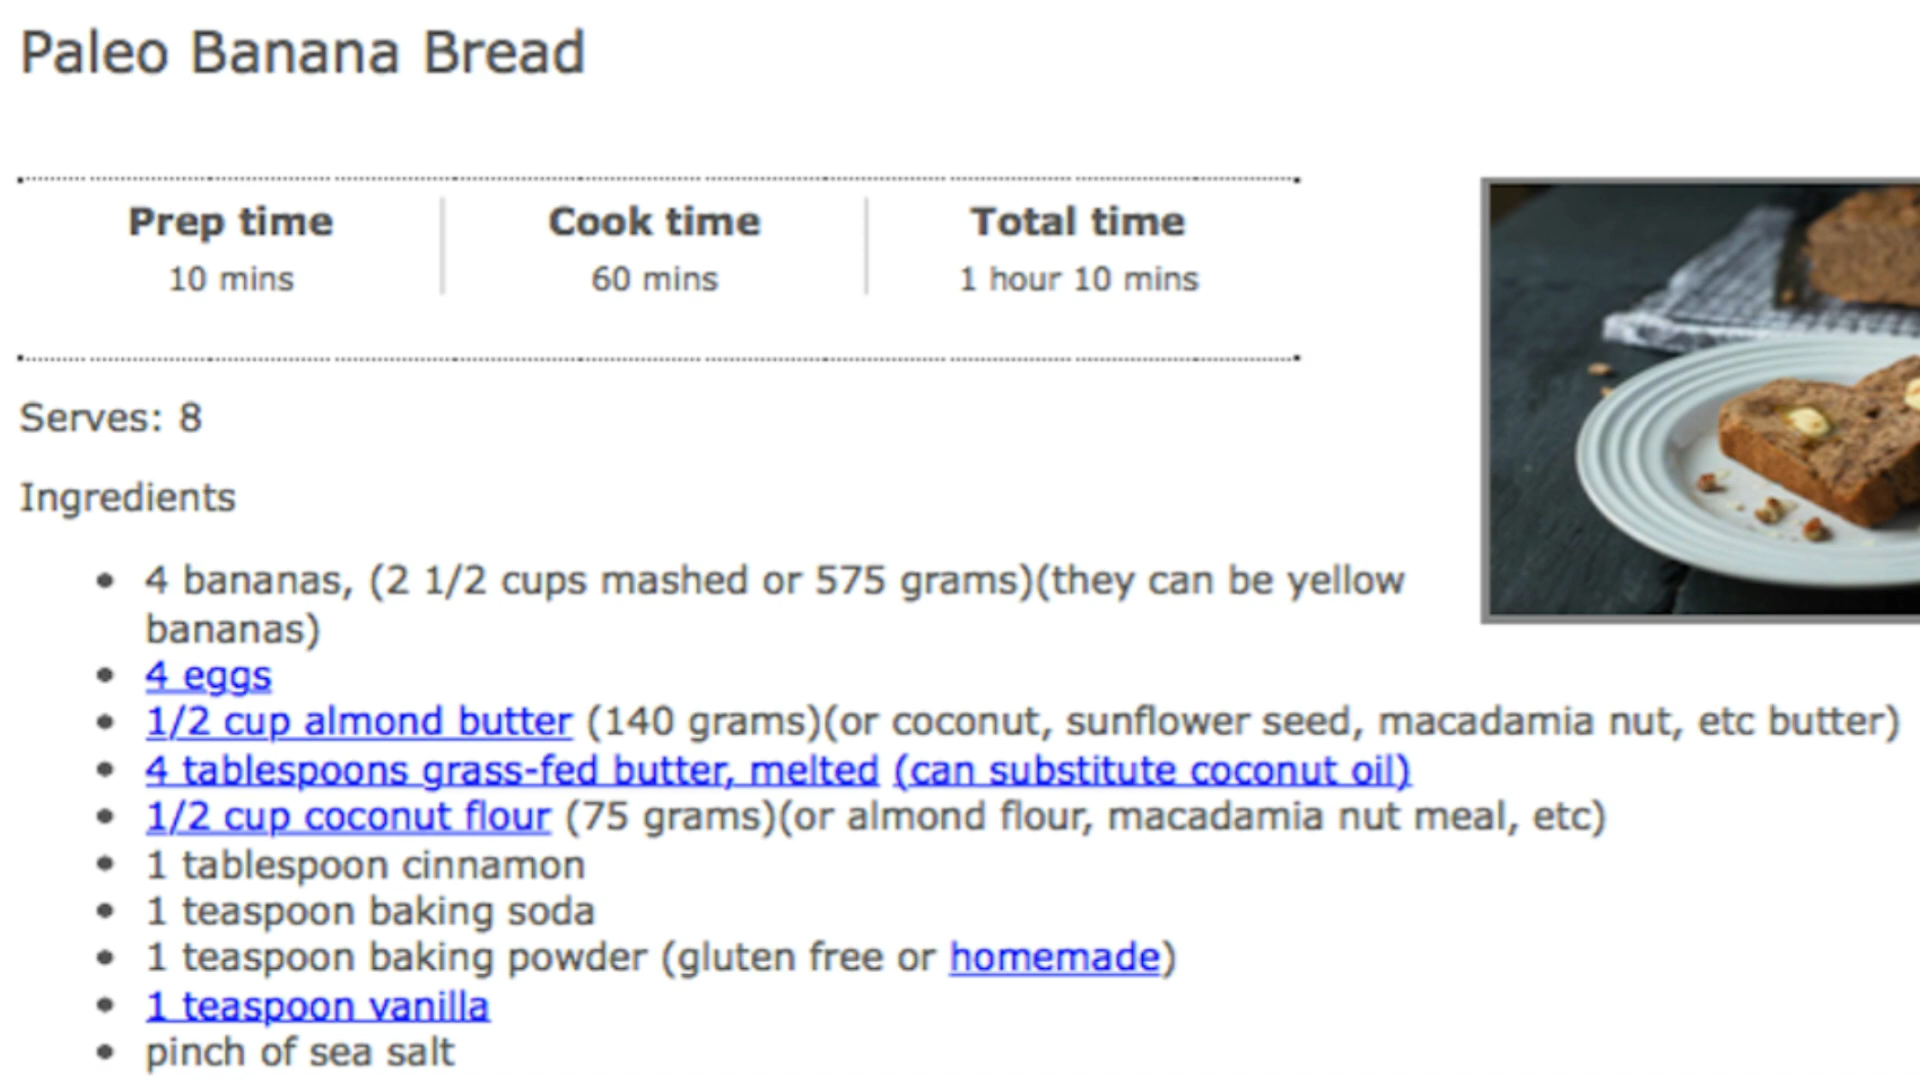 Paleo Banana Bread
Prep time
Cook time
Total time
10 mins
60 mins
1 hour 10 mins
Serves: 8
Ingredients
4 bananas, (2 1/2 cups mashed or 575 grams)(they can be yellow
bananas)
4 eggs
1/2 cup almond butter (140 grams)(or coconut, sunflower seed, macadamia nut, etc butter)
4 tablespoons grass-fed butter, melted (can substitute coconut oil)
1/2 cup coconut flour (75 grams)(or almond flour, macadamia nut meal, etc)
1 tablespoon cinnamon
1 teaspoon baking soda
1 teaspoon baking powder (gluten free or homemade)
1 teaspoon vanilla
pinch of sea salt